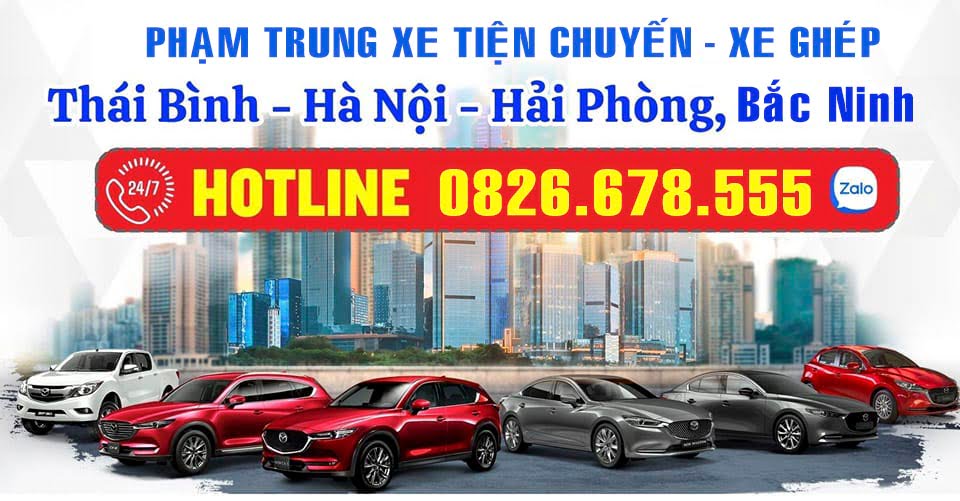 PHẠM TRUNG XE TIỆN CHUYẾN - XE GHÉP
Thái Bình – Hà Nội – Hải Phòng, Bắc Ninh
24/7 HOTLINE 0826.678.555 Zalo